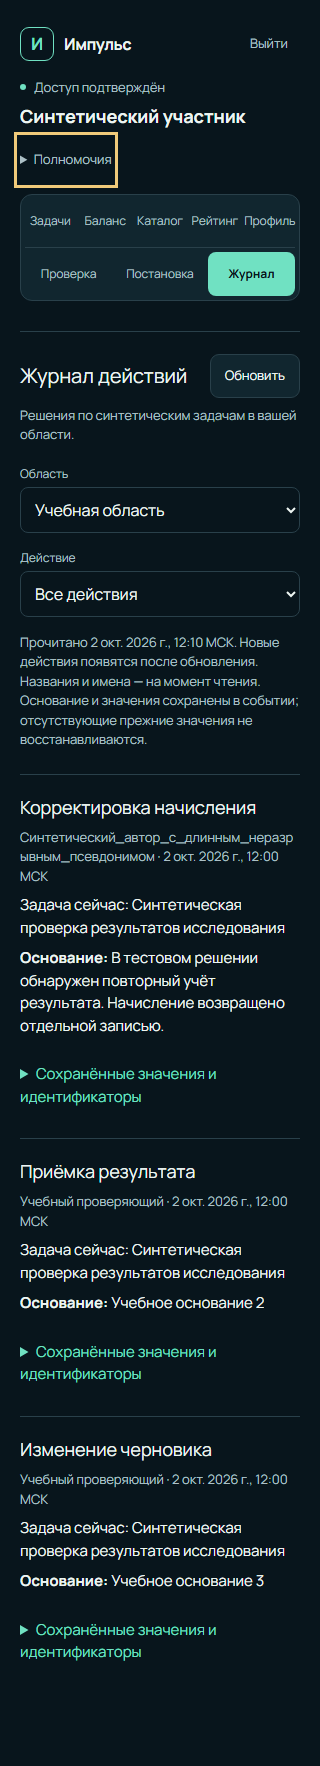 И Импульс Выйти
Доступ подтверждён
Синтетический участник
Полномочия
Задачи Баланс Каталог Рейтинг Профиль
Проверка Постановка Журнал
Журнал действий Обновить
Решения по синтетическим задачам в вашей
области.
Область
Учебная область
Действие
Все действия
Прочитано 2 окт. 2026 г., 12:10 МСК. Новые
действия появятся после обновления.
Названия и имена — на момент чтения.
Основание и значения сохранены в событии;
отсутствующие прежние значения не
восстанавливаются.
Корректировка начисления
Синтетический_автор_с_длинным_неразр
ывным_псевдонимом · 2 окт. 2026 г., 12:00
МСК
Задача сейчас: Синтетическая
проверка результатов исследования
Основание: В тестовом решении
обнаружен повторный учёт
результата. Начисление возвращено
отдельной записью.
Сохранённые значения и
идентификаторы
Приёмка результата
Учебный проверяющий · 2 окт. 2026 г., 12:00
МСК
Задача сейчас: Синтетическая
проверка результатов исследования
Основание: Учебное основание 2
Сохранённые значения и
идентификаторы
Изменение черновика
Учебный проверяющий · 2 окт. 2026 г., 12:00
МСК
Задача сейчас: Синтетическая
проверка результатов исследования
Основание: Учебное основание 3
Сохранённые значения и
идентификаторы